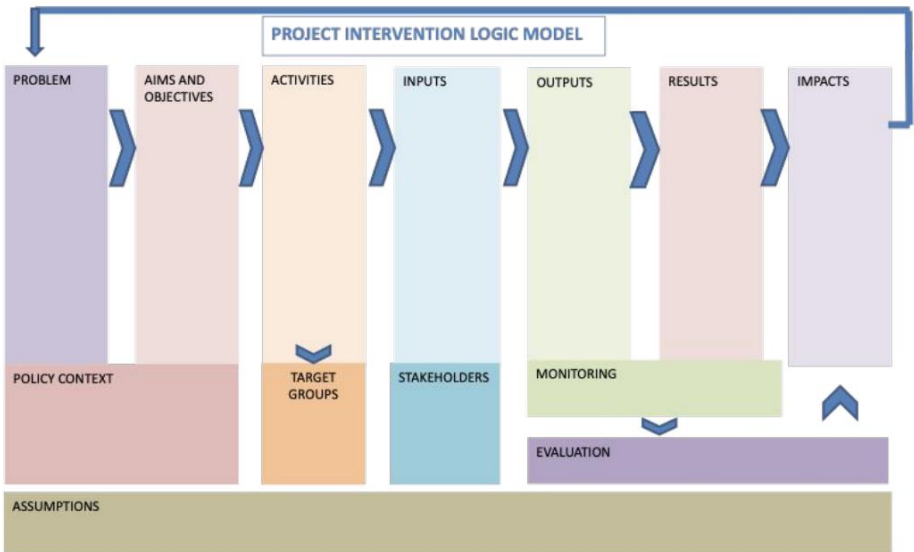 PROJECT INTERVENTION LOGIC MODEL
PROBLEM
AIMS AND
OBJECTIVES
ACTIVITIES
INPUTS
OUTPUTS
RESULTS
IMPACTS
POLICY CONTEXT
TARGET
GROUPS
STAKEHOLDERS
MONITORING
EVALUATION
ASSUMPTIONS